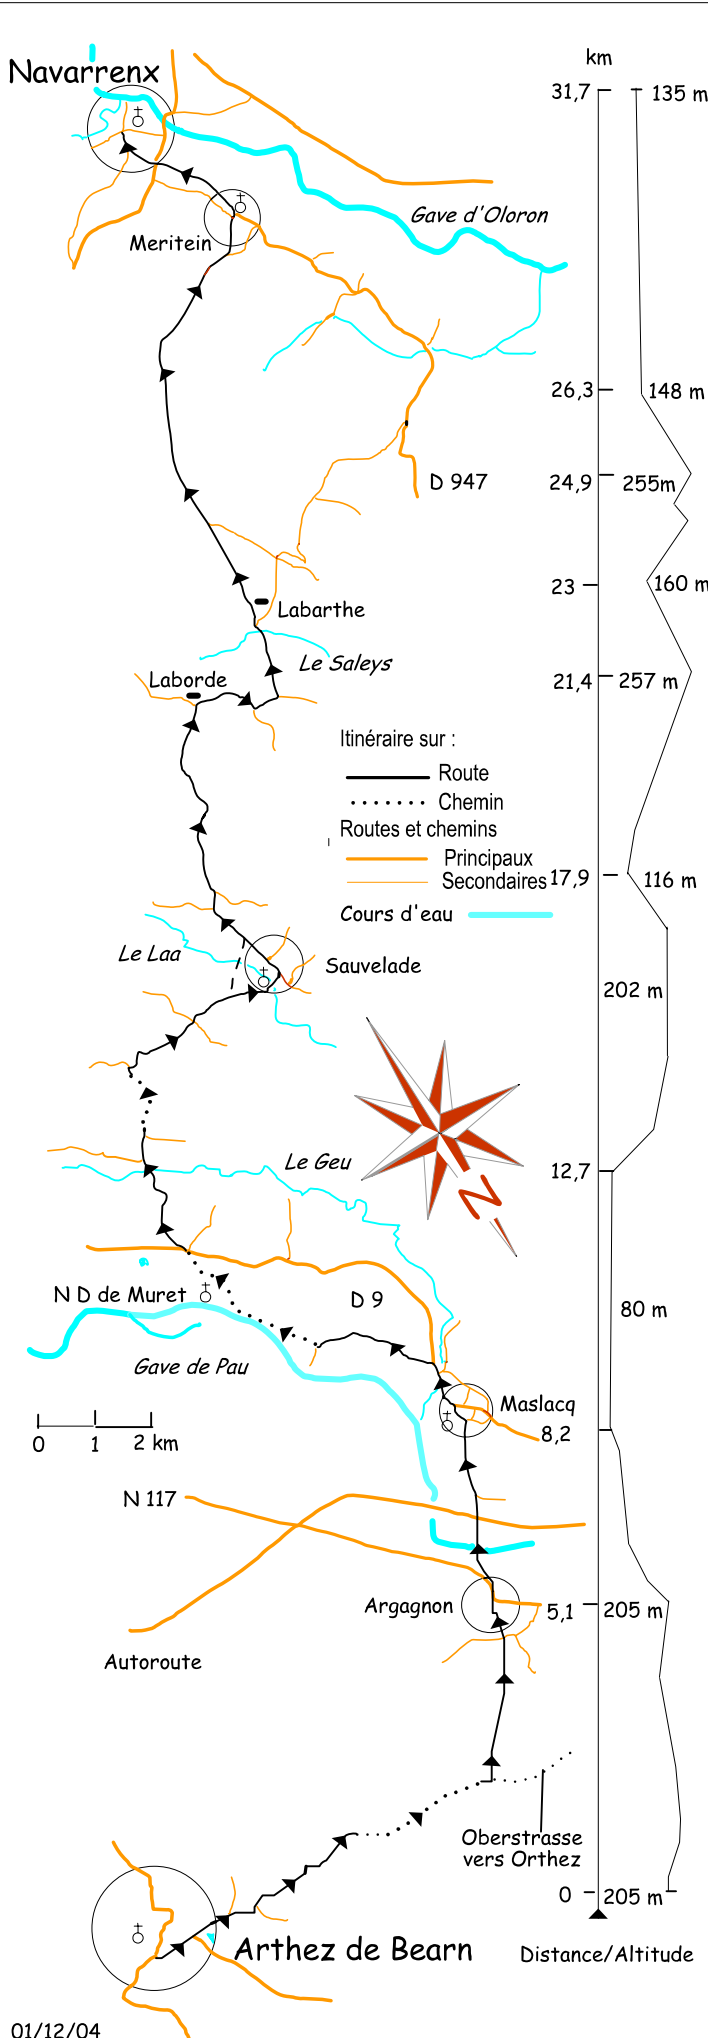 km
Navarrenx
31,7
135 m
Gave d'Oloron
Meritein
26,3
148 m
D 947
24,9
255m
23
160 m
Labarthe
Le Saleys
Laborde
21,4
257 m
Itinéraire sur :
Route
Chemin
Routes et chemins
Principaux
Secondaires
17,9
116 m
Cours d'eau
Le Laa
Sauvelade
202 m
Le Geu
12,7
N
N D de Muret
D 9
80 m
Gave de Pau
Maslacq
8,2
0 1 2 km
N 117
Argagnon
5,1
205 m
Autoroute
Oberstrasse
vers Orthez
0
205 m
Arthez de Bearn
Distance/Altitude
01/12/04